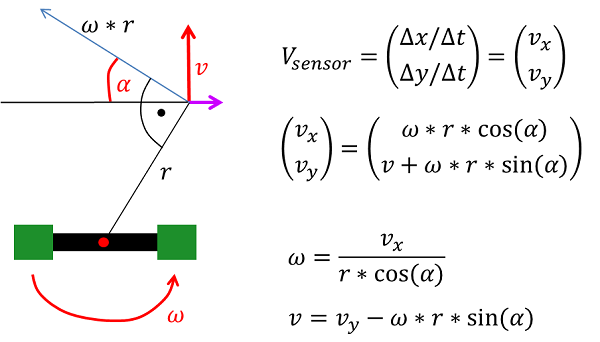 ω * r
v
α
r
ω
V_sensor = (Δx/Δt Δy/Δt) = (v_x v_y)
(v_x v_y) = (ω * r * cos(α) v + ω * r * sin(α))
ω = v_x / (r * cos(α))
v = v_y − ω * r * sin(α)